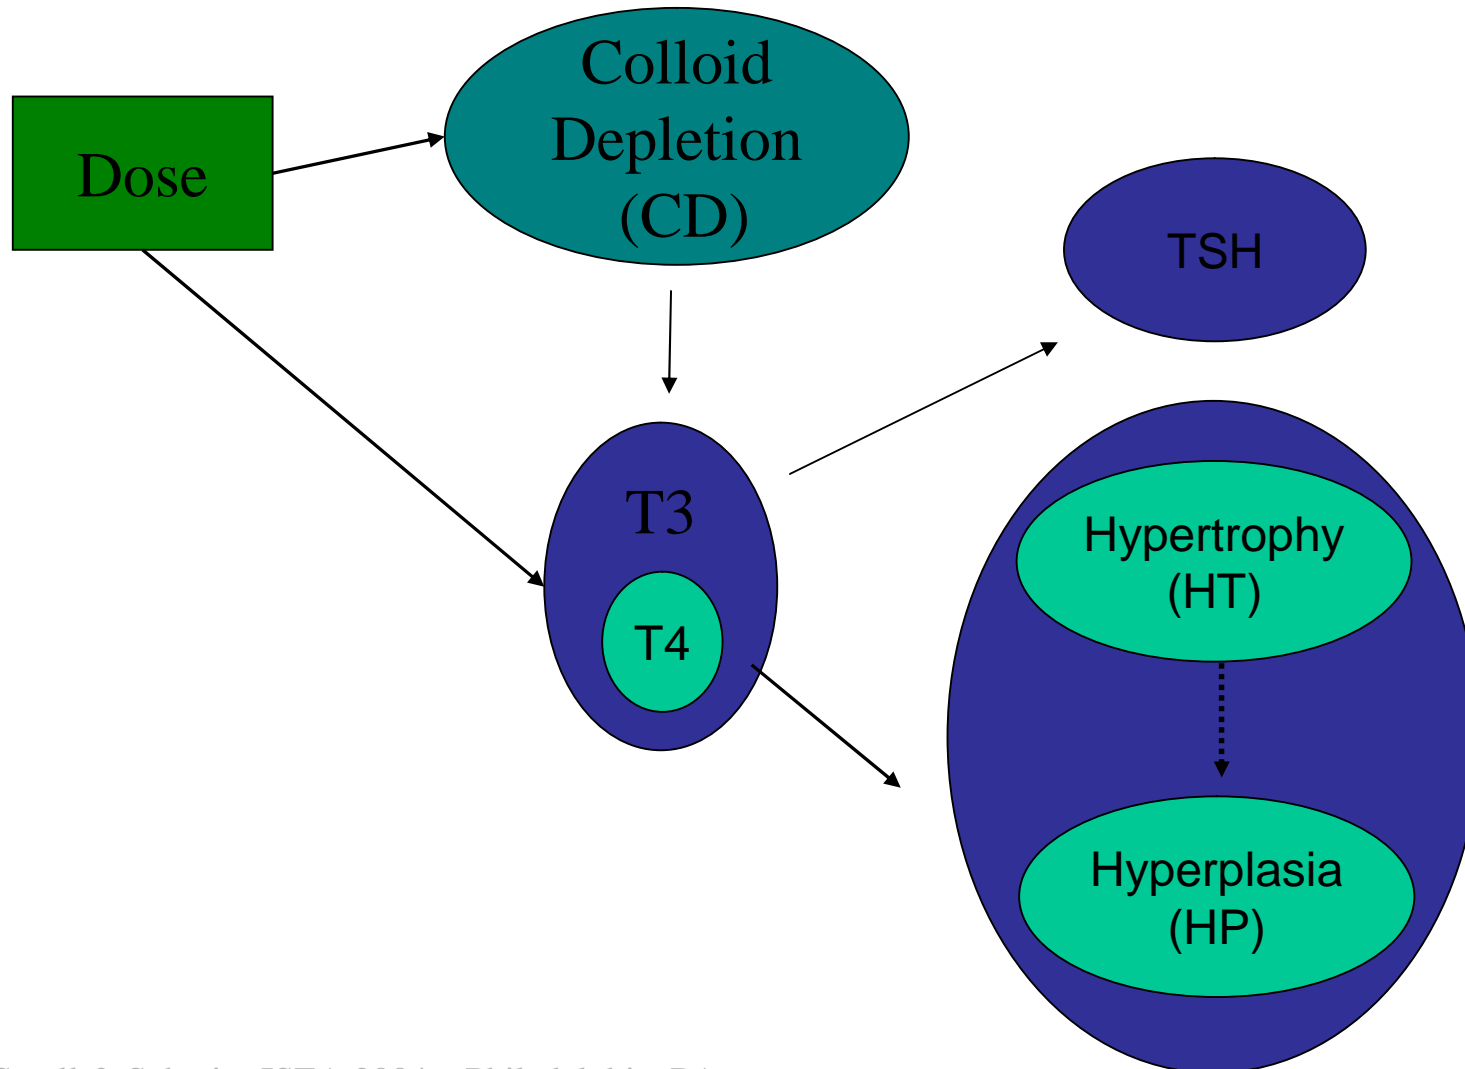 Colloid
Depletion
(CD)
Dose
TSH
T3
T4
Hypertrophy
(HT)
Hyperplasia
(HP)